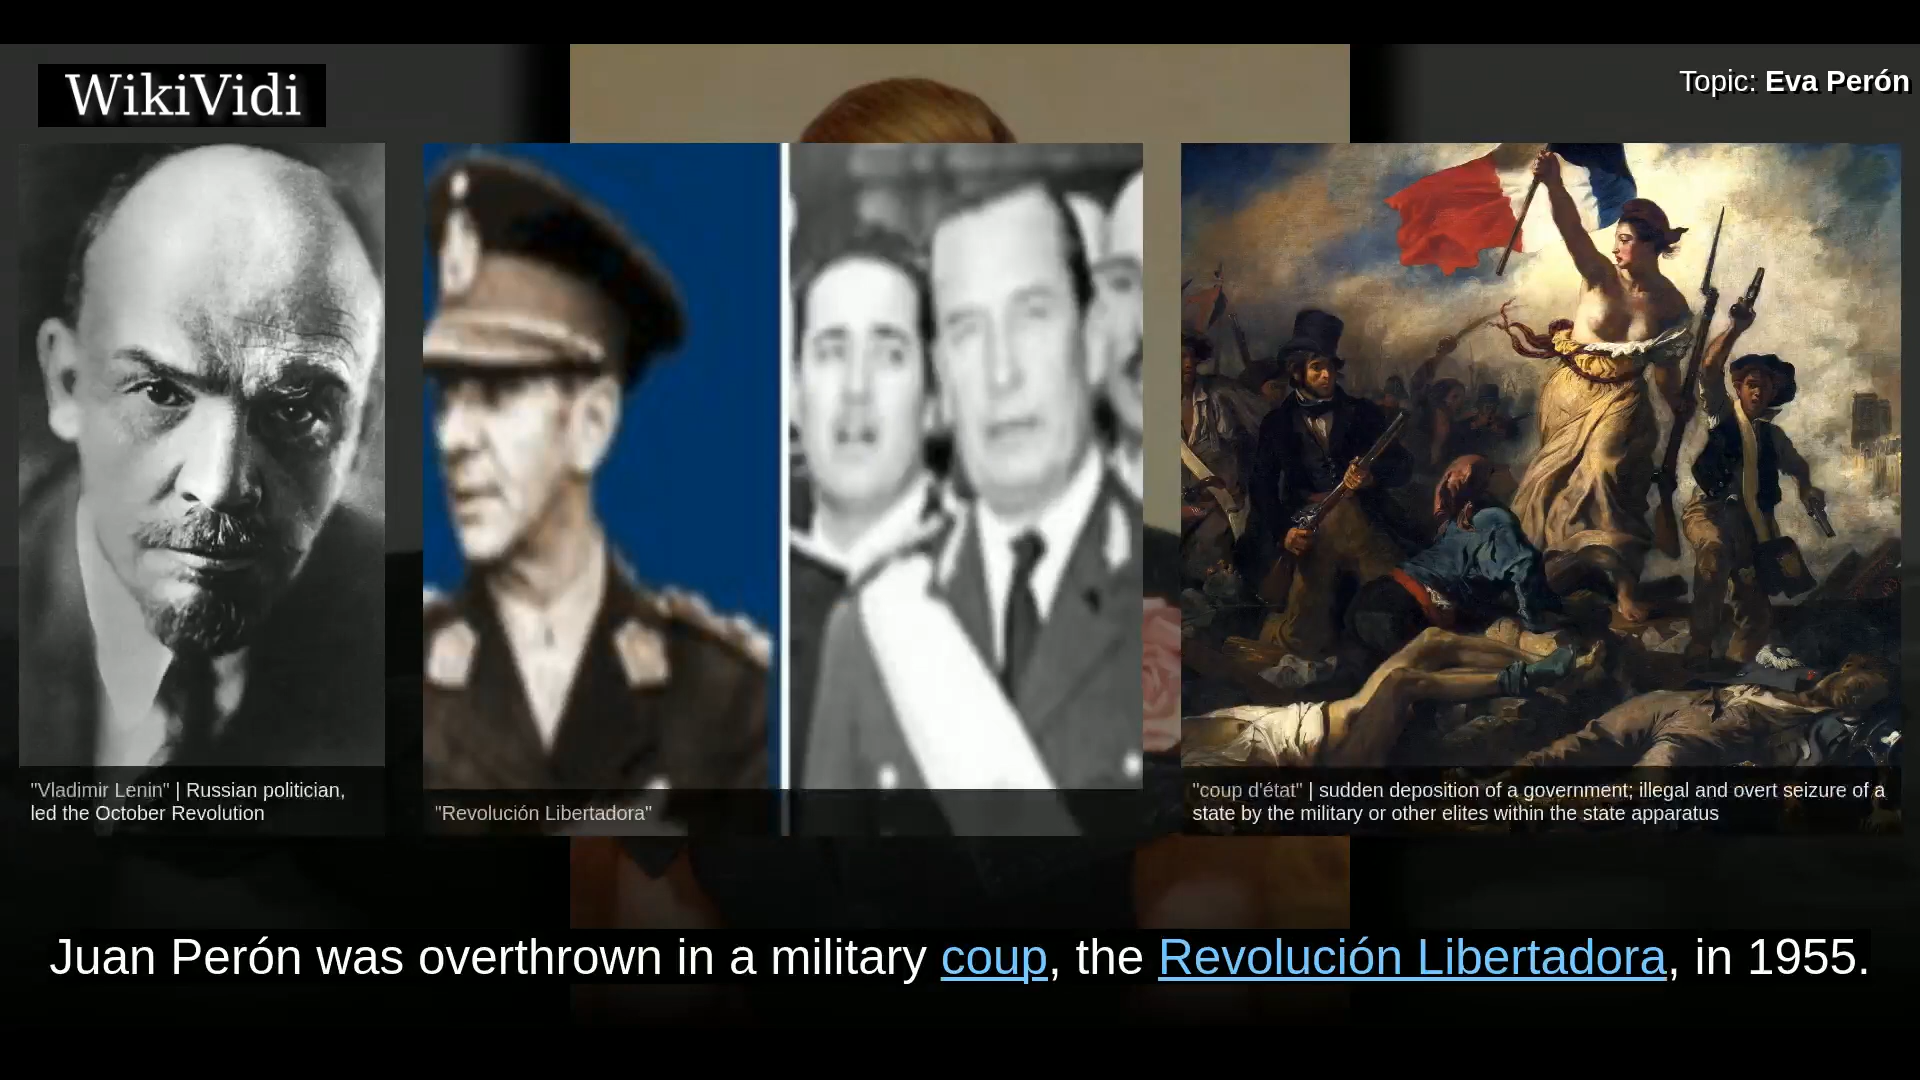 WikiVidi
Topic: Eva Perón
"Vladimir Lenin" | Russian politician,
led the October Revolution
"Revolución Libertadora"
"coup d'état" | sudden deposition of a government; illegal and overt seizure of a
state by the military or other elites within the state apparatus
Juan Perón was overthrown in a military coup, the Revolución Libertadora, in 1955.